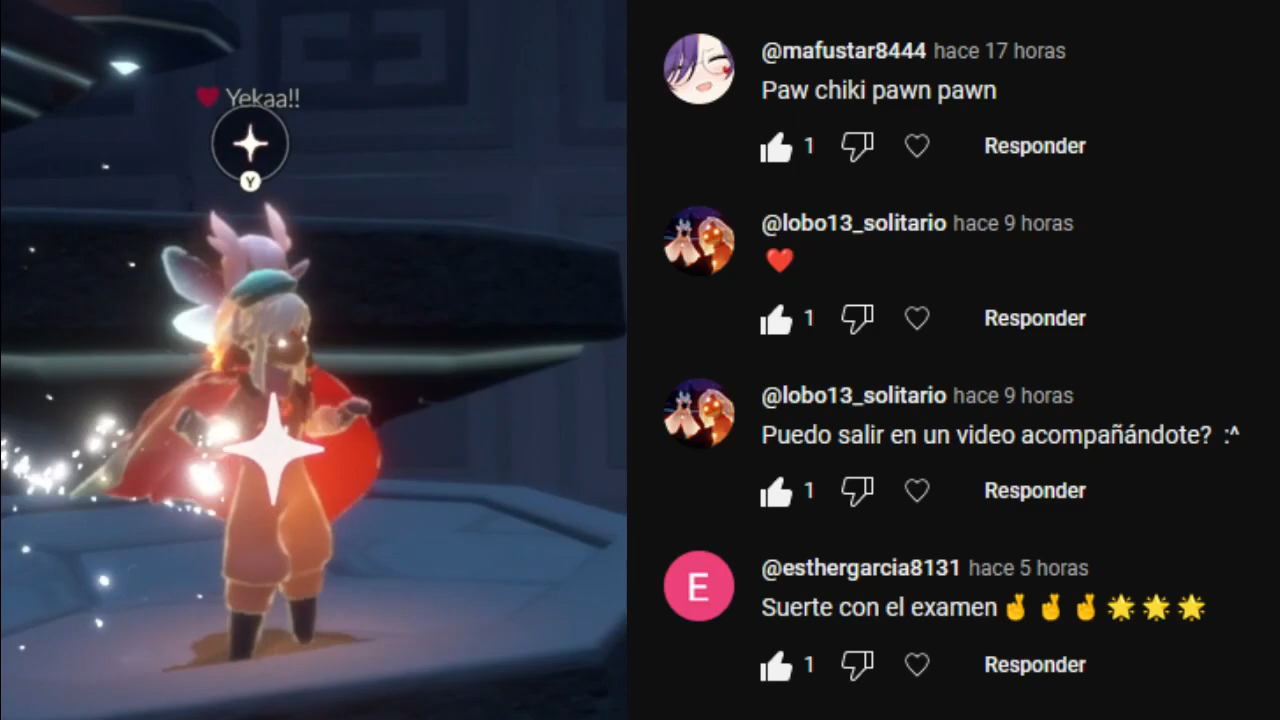 Yekaa!!
Y
@mafustar8444 hace 17 horas
Paw chiki pawn pawn
1 Responder
@lobo13_solitario hace 9 horas
❤️
1 Responder
@lobo13_solitario hace 9 horas
Puedo salir en un video acompañándote? :^
1 Responder
E
@esthergarcia8131 hace 5 horas
Suerte con el examen🤞🤞🤞🌟🌟🌟
1 Responder